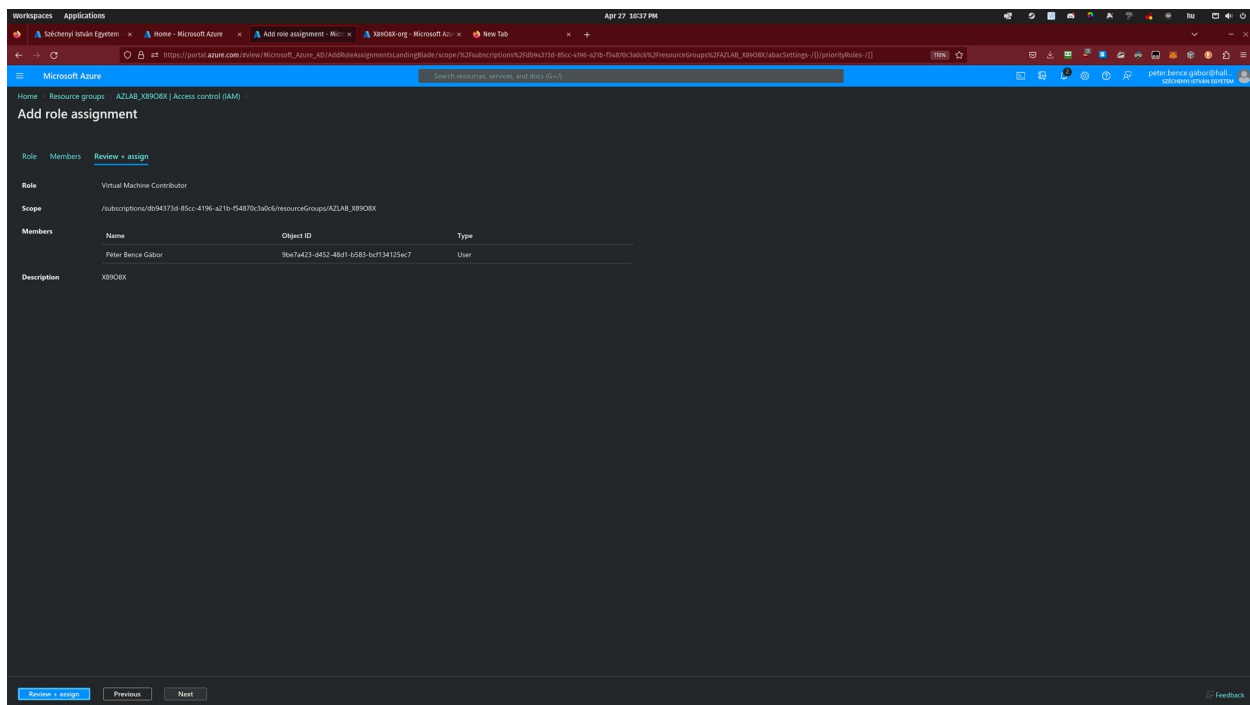 Workspaces Applications Apr 27 10:37 PM hu
Széchenyi István Egyetem - Home - Microsoft Azure Add role assignment - Micr X89O8X-org - Microsoft Azu New Tab
https://portal.azure.com/#view/Microsoft_Azure_AD/AddRoleAssignmentsLandingBlade/scope/%2Fsubscriptions%2Fdb94373d-85cc-4196-a21b-f54870c3a0c6%2FresourceGroups%2FAZLAB_X89O8X/abacSettings~/{}/priorityRoles~/[] 110%
Microsoft Azure Search resources, services, and docs (G+/) 2 peter.bence.gabor@hall...
SZÉCHENYI ISTVÁN EGYETEM
Home > Resource groups > AZLAB_X89O8X | Access control (IAM) >
Add role assignment
Role Members Review + assign
Role Virtual Machine Contributor
Scope /subscriptions/db94373d-85cc-4196-a21b-f54870c3a0c6/resourceGroups/AZLAB_X89O8X
Members
Name Object ID Type
Péter Bence Gábor 9be7a423-d452-48d1-b583-bcf134125ec7 User
Description X89O8X
Review + assign Previous Next Feedback